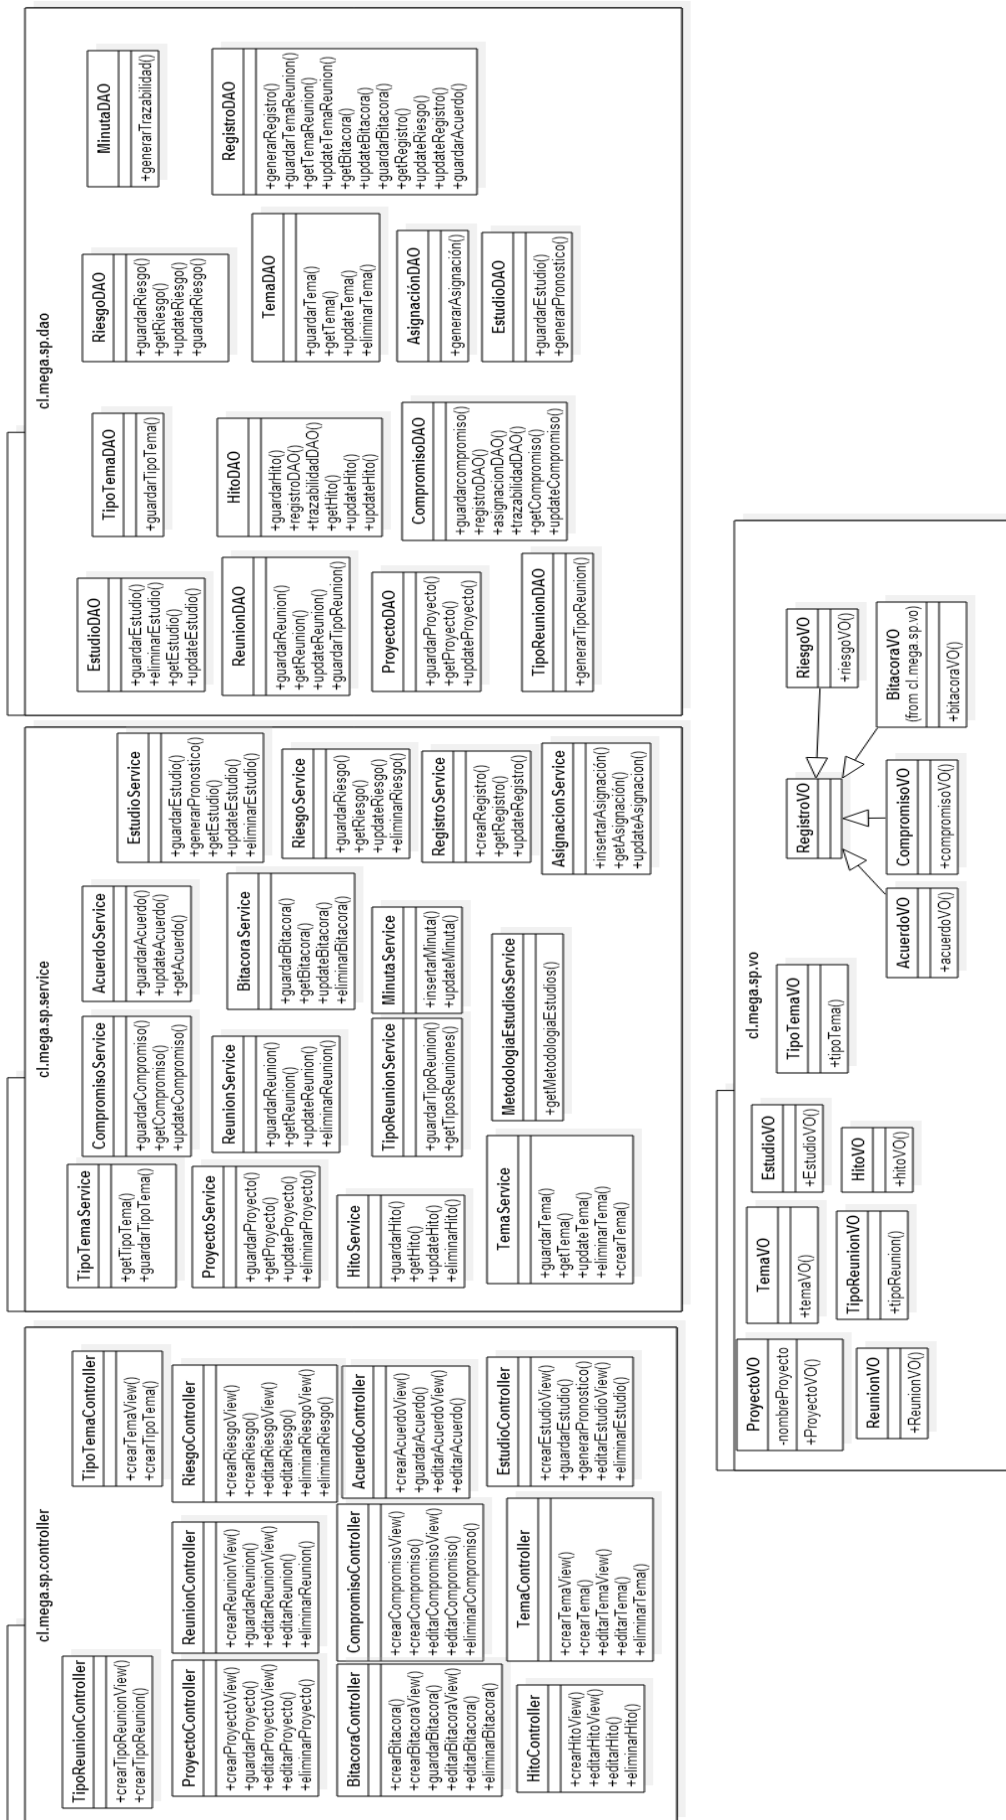 cl.mega.sp.controller
TipoReunionController
+crearTipoReunionView()
+crearTipoReunion()
TipoTemaController
+crearTemaView()
+crearTipoTema()
ProyectoController
+crearProyectoView()
+guardarProyecto()
+editarProyectoView()
+editarProyecto()
+eliminarProyecto()
ReunionController
+crearReunionView()
+guardarReunion()
+editarReunionView()
+editarReunion()
+eliminarReunion()
RiesgoController
+crearRiesgoView()
+crearRiesgo()
+editarRiesgoView()
+editarRiesgo()
+eliminarRiesgoView()
+eliminarRiesgo()
BitacoraController
+crearBitacora()
+crearBitacoraView()
+guardarBitacora()
+editarBitacoraView()
+editarBitacora()
+eliminarBitacora()
CompromisoController
+crearCompromisoView()
+crearCompromiso()
+editarCompromisoView()
+editarCompromiso()
+eliminarCompromiso()
AcuerdoController
+crearAcuerdoView()
+guardarAcuerdo()
+editarAcuerdoView()
+editarAcuerdo()
HitoController
+crearHitoView()
+editarHitoView()
+editarHito()
+eliminarHito()
TemaController
+crearTemaView()
+crearTema()
+editarTemaView()
+editarTema()
+eliminarTema()
EstudioController
+crearEstudioView()
+guardarEstudio()
+generarPronostico()
+editarEstudioView()
+eliminarEstudio()
cl.mega.sp.service
TipoTemaService
+getTipoTema()
+guardarTipoTema()
CompromisoService
+guardarCompromiso()
+getCompromiso()
+updateCompromiso()
AcuerdoService
+guardarAcuerdo()
+updateAcuerdo()
+getAcuerdo()
EstudioService
+guardarEstudio()
+generarPronostico()
+getEstudio()
+updateEstudio()
+eliminarEstudio()
ProyectoService
+guardarProyecto()
+getProyecto()
+updateProyecto()
+eliminarProyecto()
ReunionService
+guardarReunion()
+getReunion()
+updateReunion()
+eliminarReunion()
BitacoraService
+guardarBitacora()
+getBitacora()
+updateBitacora()
+eliminarBitacora()
RiesgoService
+guardarRiesgo()
+getRiesgo()
+updateRiesgo()
+eliminarRiesgo()
HitoService
+guardarHito()
+getHito()
+updateHito()
+eliminarHito()
TipoReunionService
+guardarTipoReunion()
+getTiposReuniones()
MinutaService
+insertarMinuta()
+updateMinuta()
RegistroService
+crearRegistro()
+getRegistro()
+updateRegistro()
TemaService
+guardarTema()
+getTema()
+updateTema()
+eliminarTema()
+crearTema()
MetodologiaEstudiosService
+getMetodologiaEstudios()
AsignacionService
+insertarAsignación()
+getAsignación()
+updateAsignacion()
cl.mega.sp.dao
EstudioDAO
+guardarEstudio()
+eliminarEstudio()
+getEstudio()
+updateEstudio()
TipoTemaDAO
+guardarTipoTema()
RiesgoDAO
+guardarRiesgo()
+getRiesgo()
+updateRiesgo()
+guardarRiesgo()
MinutaDAO
+generarTrazabilidad()
ReunionDAO
+guardarReunion()
+getReunion()
+updateReunion()
+guardarTipoReunion()
HitoDAO
+guardarHito()
+registroDAO()
+trazabilidadDAO()
+getHito()
+updateHito()
+updateHito()
TemaDAO
+guardarTema()
+getTema()
+updateTema()
+eliminarTema()
RegistroDAO
+generarRegistro()
+guardarTemaReunion()
+getTemaReunion()
+updateTemaReunion()
+getBitacora()
+updateBitacora()
+guardarBitacora()
+getRegistro()
+updateRiesgo()
+updateRegistro()
+guardarAcuerdo()
ProyectoDAO
+guardarProyecto()
+getProyecto()
+updateProyecto()
CompromisoDAO
+guardarcompromiso()
+registroDAO()
+asignacionDAO()
+trazabilidadDAO()
+getCompromiso()
+updateCompromiso()
AsignaciónDAO
+generarAsignación()
TipoReunionDAO
+generarTipoReunion()
EstudioDAO
+guardarEstudio()
+generarPronostico()
cl.mega.sp.vo
ProyectoVO
-nombreProyecto
+ProyectoVO()
TemaVO
+temaVO()
EstudioVO
+EstudioVO()
TipoTemaVO
+tipoTema()
RegistroVO
RiesgoVO
+riesgoVO()
ReunionVO
+ReunionVO()
TipoReunionVO
+tipoReunion()
HitoVO
+hitoVO()
AcuerdoVO
+acuerdoVO()
CompromisoVO
+compromisoVO()
BitacoraVO
(from cl.mega.sp.vo)
+bitacoraVO()